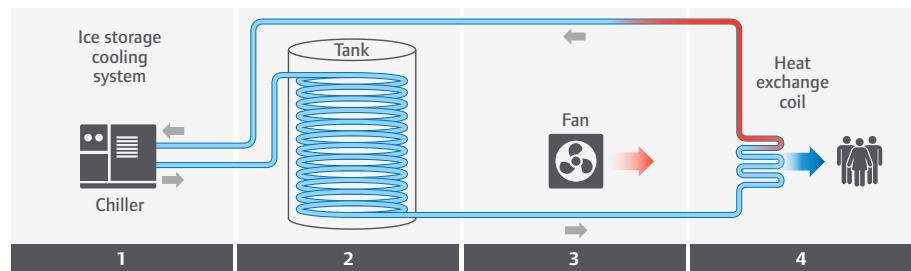 Ice storage
cooling
system
Chiller
Tank
Fan
Heat
exchange
coil
1
2
3
4